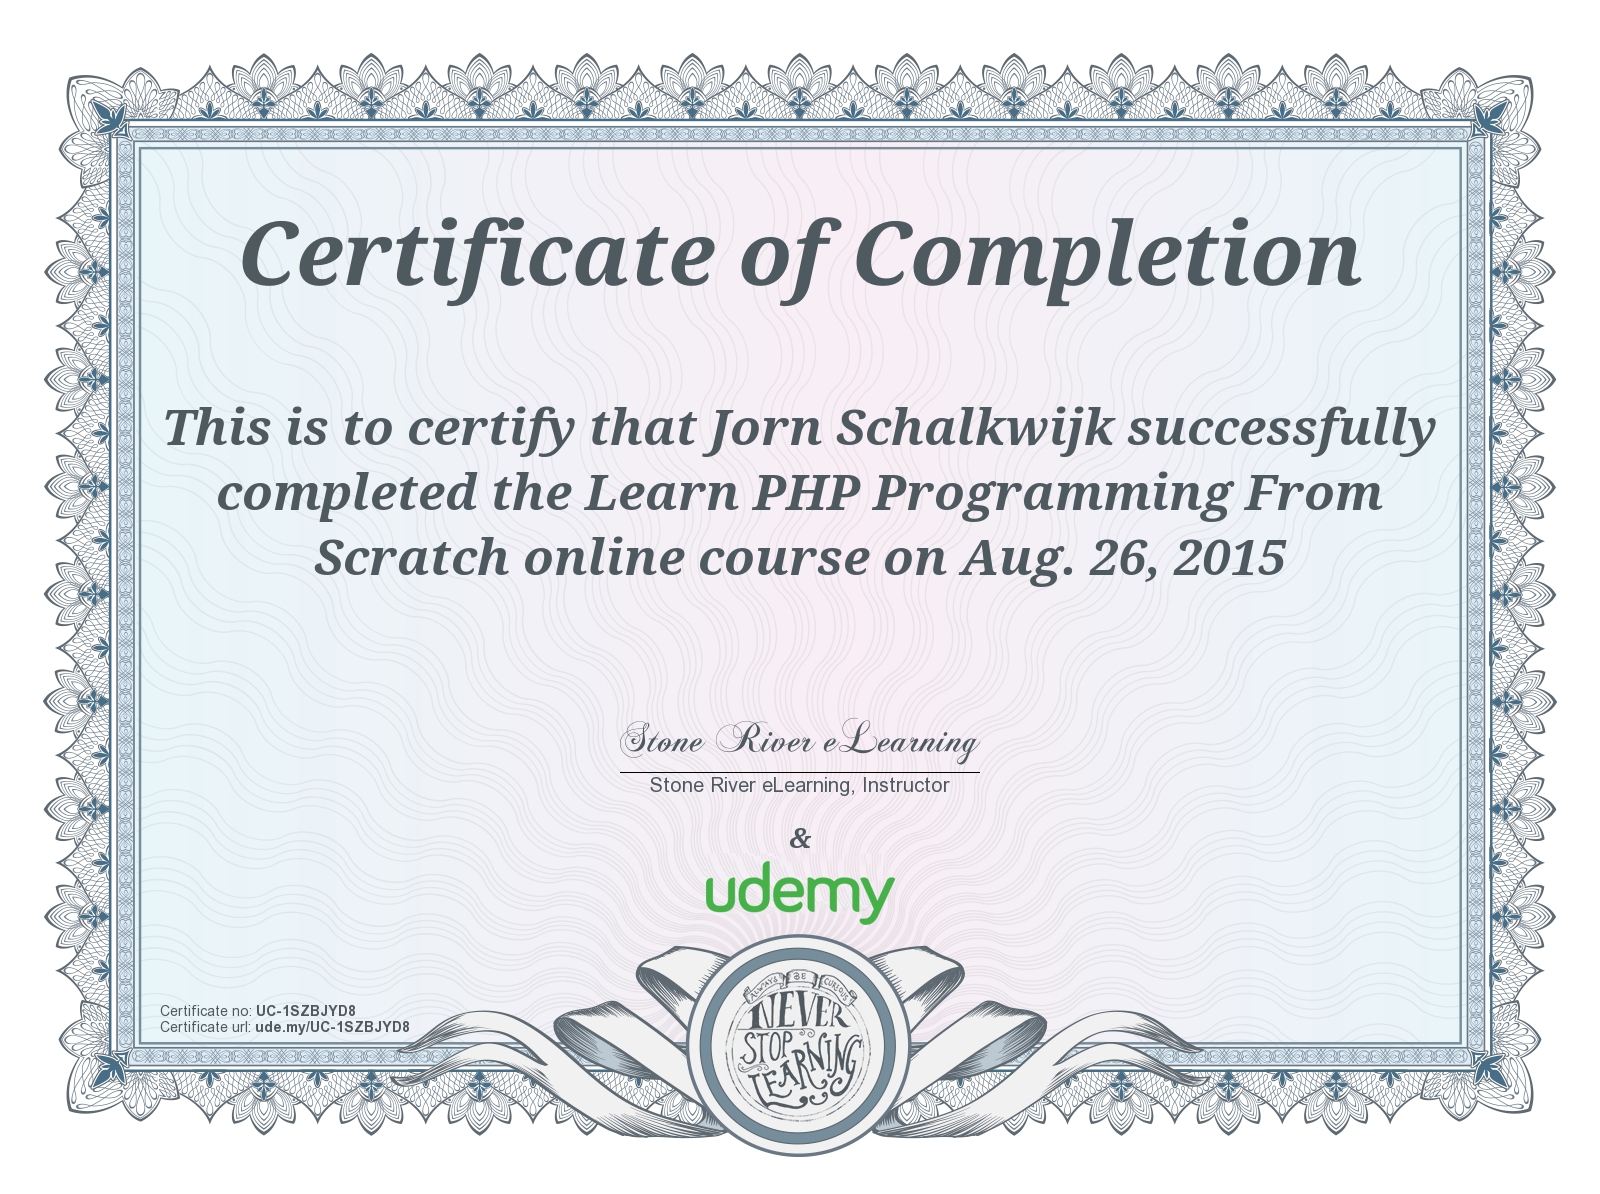 Certificate of Completion
This is to certify that Jorn Schalkwijk successfully
completed the Learn PHP Programming From
Scratch online course on Aug. 26, 2015
Stone River eLearning
Stone River eLearning, Instructor
&
udemy
Certificate no: UC-1SZBJYD8
Certificate url: ude.my/UC-1SZBJYD8
ALWAYS BE CURIOUS
NEVER
STOP
LEARNING